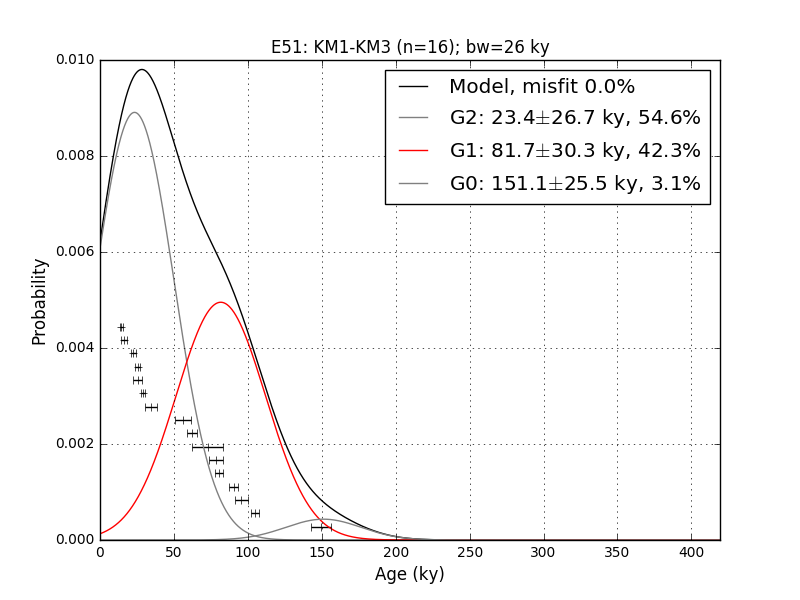 E51: KM1-KM3 (n=16); bw=26 ky
Model, misfit 0.0%
G2: 23.4±26.7 ky, 54.6%
G1: 81.7±30.3 ky, 42.3%
G0: 151.1±25.5 ky, 3.1%
0.010
0.008
0.006
0.004
0.002
0.000
Probability
0 50 100 150 200 250 300 350 400
Age (ky)